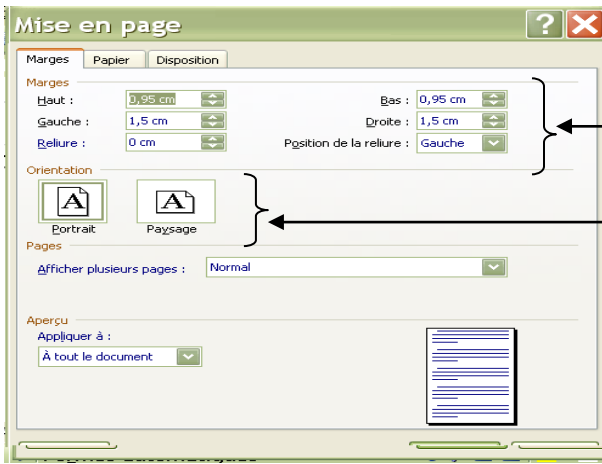 Mise en page
Marges Papier Disposition
Marges
Haut : 0,95 cm Bas : 0,95 cm
Gauche : 1,5 cm Droite : 1,5 cm
Reliure : 0 cm Position de la reliure : Gauche
Orientation
A A
Portrait Paysage
Pages
Afficher plusieurs pages : Normal
Aperçu
Appliquer à :
À tout le document